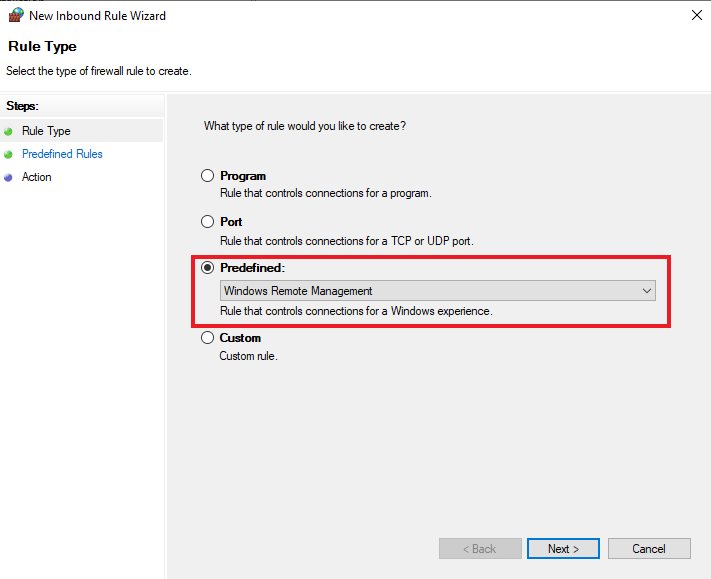 New Inbound Rule Wizard
Rule Type
Select the type of firewall rule to create.
Steps:
Rule Type
Predefined Rules
Action
What type of rule would you like to create?
Program
Rule that controls connections for a program.
Port
Rule that controls connections for a TCP or UDP port.
Predefined:
Windows Remote Management
Rule that controls connections for a Windows experience.
Custom
Custom rule.
< Back
Next >
Cancel